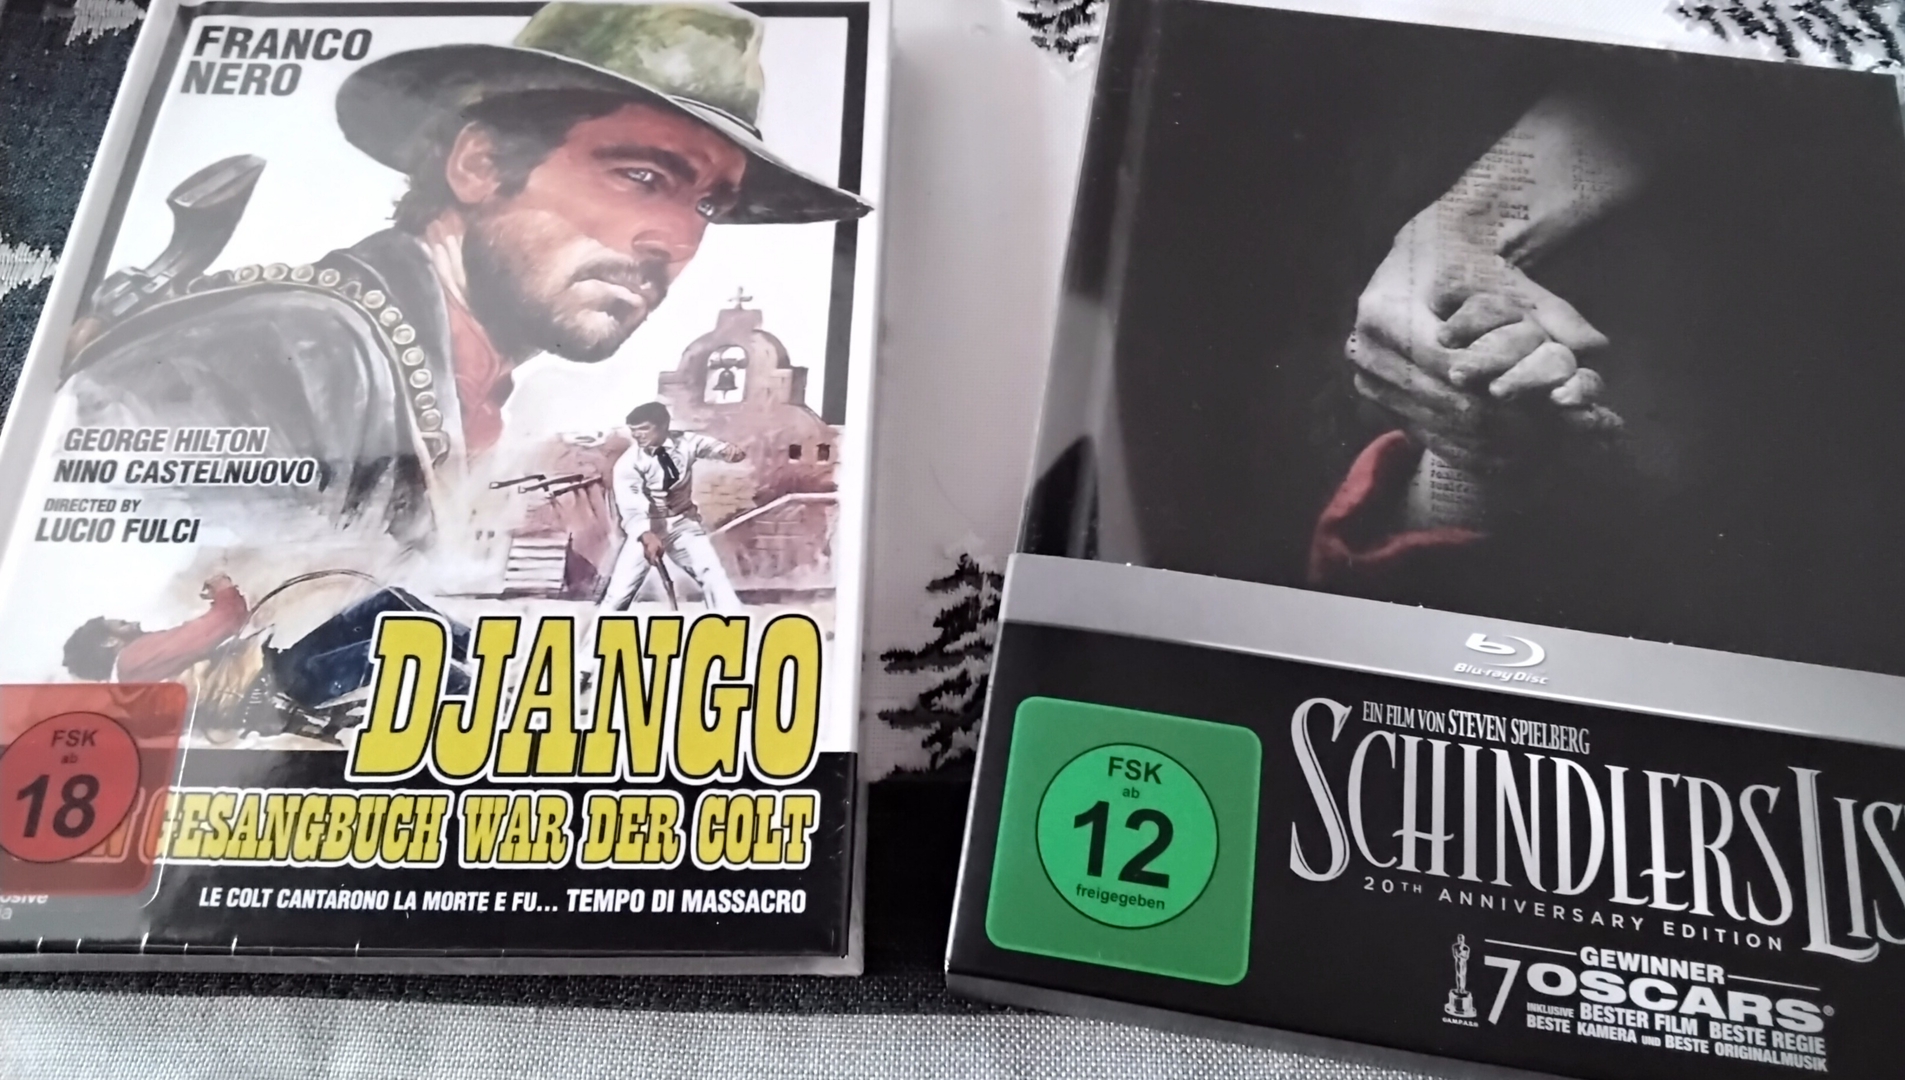 FRANCO
NERO
GEORGE HILTON
NINO CASTELNUOVO
DIRECTED BY
LUCIO FULCI
DJANGO
GESANGBUCH WAR DER COLT
LE COLT CANTARONO LA MORTE E FU... TEMPO DI MASSACRO
FSK
ab
18
Blu-ray Disc
EIN FILM VON STEVEN SPIELBERG
SCHINDLERS LIS
20TH ANNIVERSARY EDITION
FSK
ab
12
freigegeben
GEWINNER
7 OSCARS®
INKLUSIVE BESTER FILM BESTE REGIE
BESTE KAMERA UND BESTE ORIGINALMUSIK